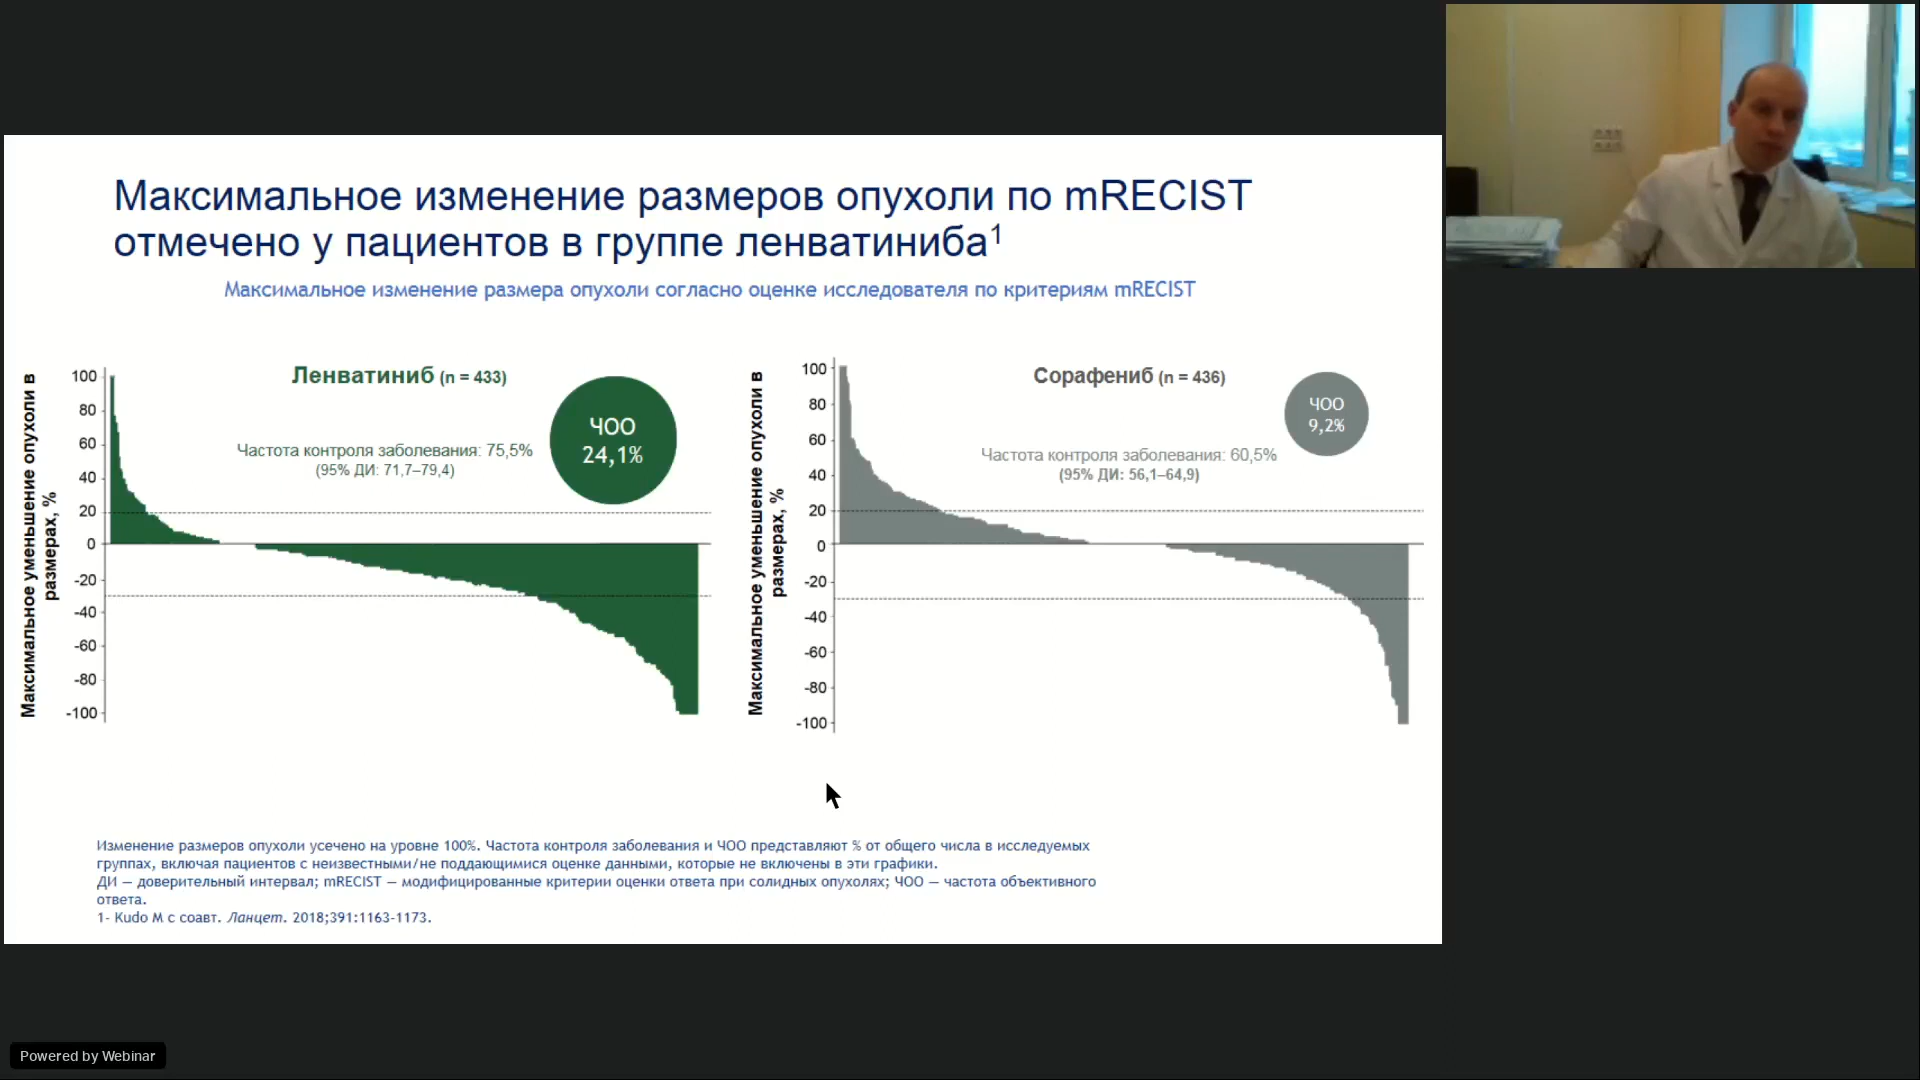 Максимальное изменение размеров опухоли по mRECIST
отмечено у пациентов в группе ленватиниба¹
Максимальное изменение размера опухоли согласно оценке исследователя по критериям mRECIST
Максимальное уменьшение опухоли в
размерах, %
100
80
60
40
20
0
-20
-40
-60
-80
-100
Ленватиниб (n = 433)
Частота контроля заболевания: 75,5%
(95% ДИ: 71,7–79,4)
ЧОО
24,1%
Максимальное уменьшение опухоли в
размерах, %
100
80
60
40
20
0
-20
-40
-60
-80
-100
Сорафениб (n = 436)
Частота контроля заболевания: 60,5%
(95% ДИ: 56,1–64,9)
ЧОО
9,2%
Изменение размеров опухоли усечено на уровне 100%. Частота контроля заболевания и ЧОО представляют % от общего числа в исследуемых
группах, включая пациентов с неизвестными/не поддающимися оценке данными, которые не включены в эти графики.
ДИ — доверительный интервал; mRECIST — модифицированные критерии оценки ответа при солидных опухолях; ЧОО — частота объективного
ответа.
1- Kudo M с соавт. Ланцет. 2018;391:1163-1173.
Powered by Webinar